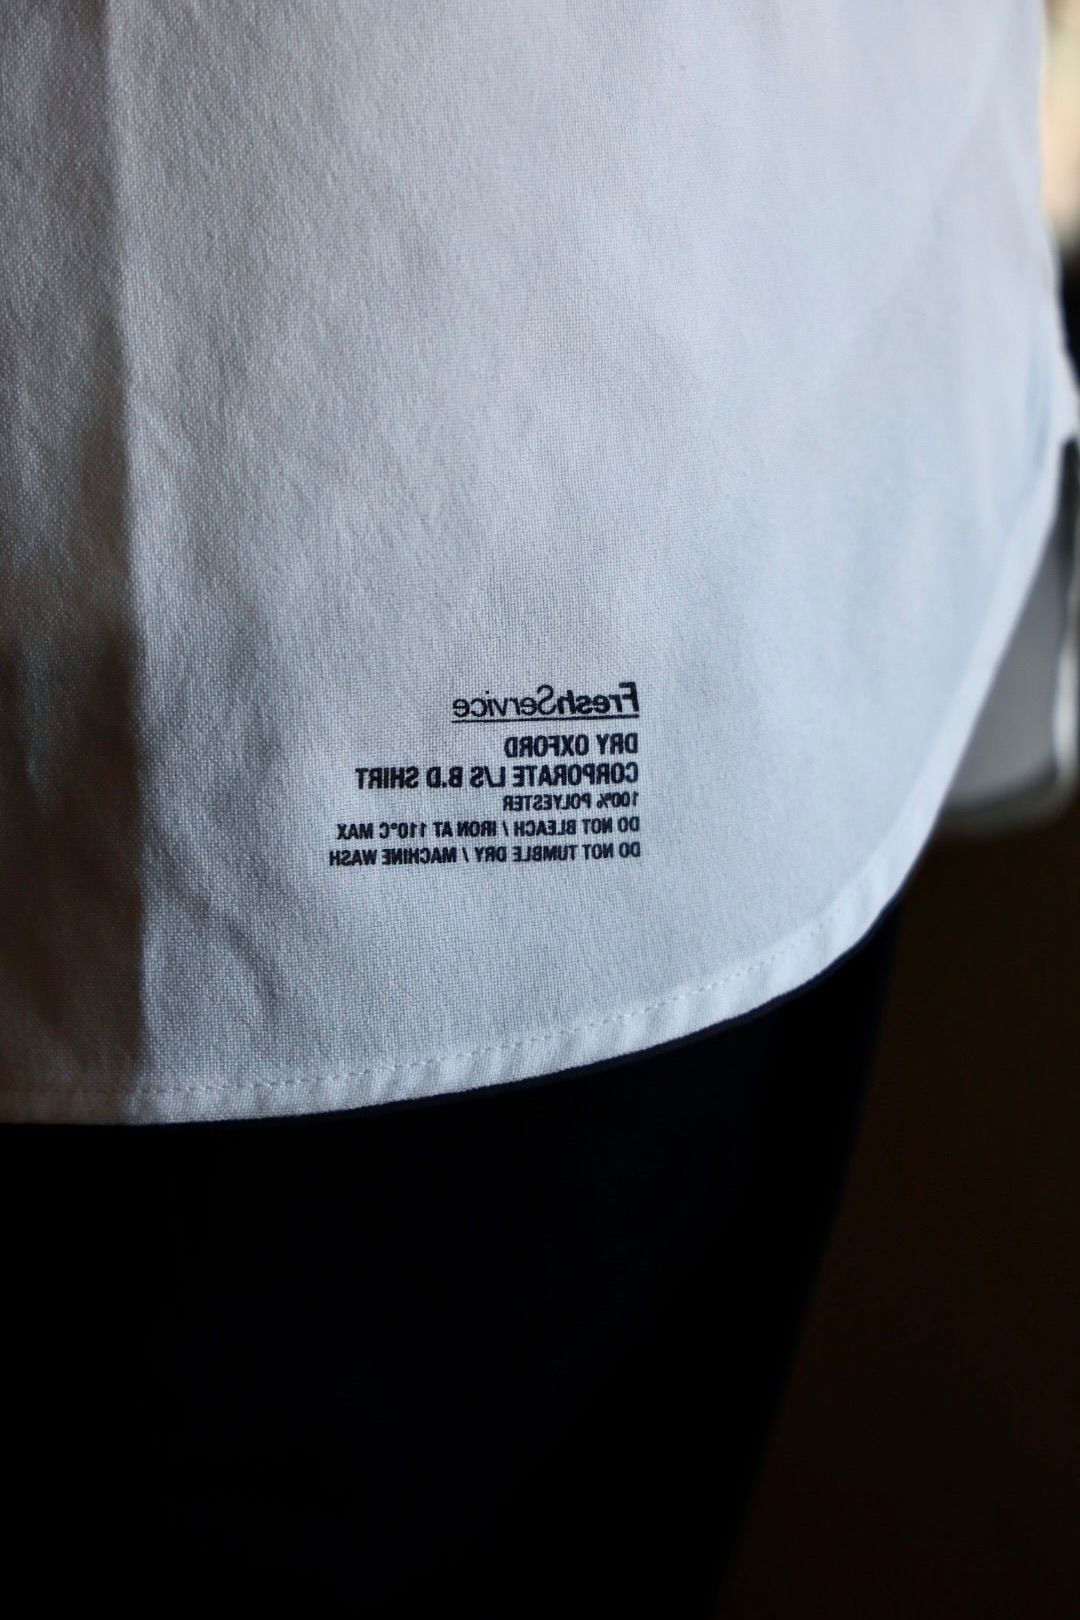 FreshService
DRY OXFORD
CORPORATE L/S B.D SHIRT
100% POLYESTER
DO NOT BLEACH / IRON AT 110°C MAX
DO NOT TUMBLE DRY / MACHINE WASH